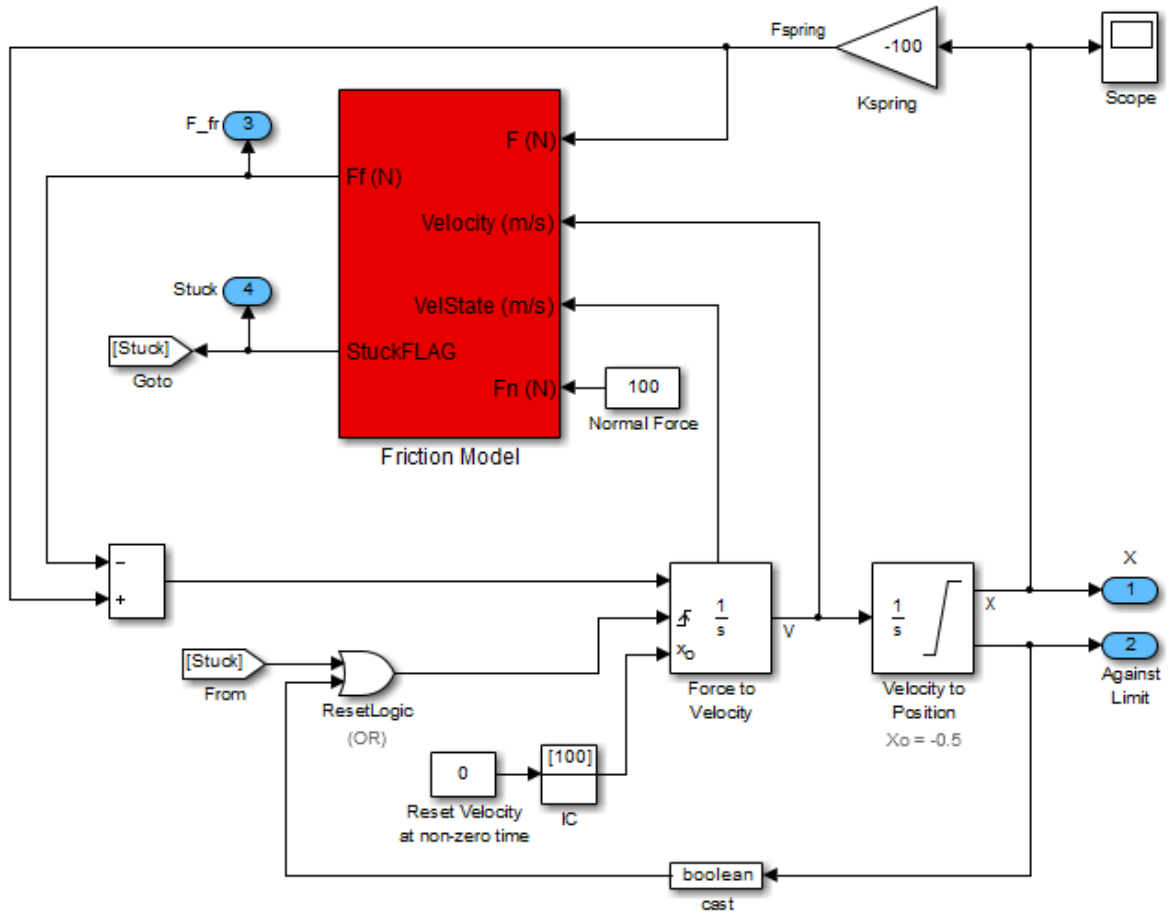 Fspring
-100
Kspring
Scope
F_fr
3
F (N)
Ff (N)
Velocity (m/s)
Stuck
4
VelState (m/s)
[Stuck]
Goto
StuckFLAG
Fn (N)
100
Normal Force
Friction Model
−
+
X
1
1
s
xo
V
1
s
X
2
Against
Limit
[Stuck]
From
ResetLogic
(OR)
Force to
Velocity
Velocity to
Position
Xo = -0.5
0
[100]
IC
Reset Velocity
at non-zero time
boolean
cast